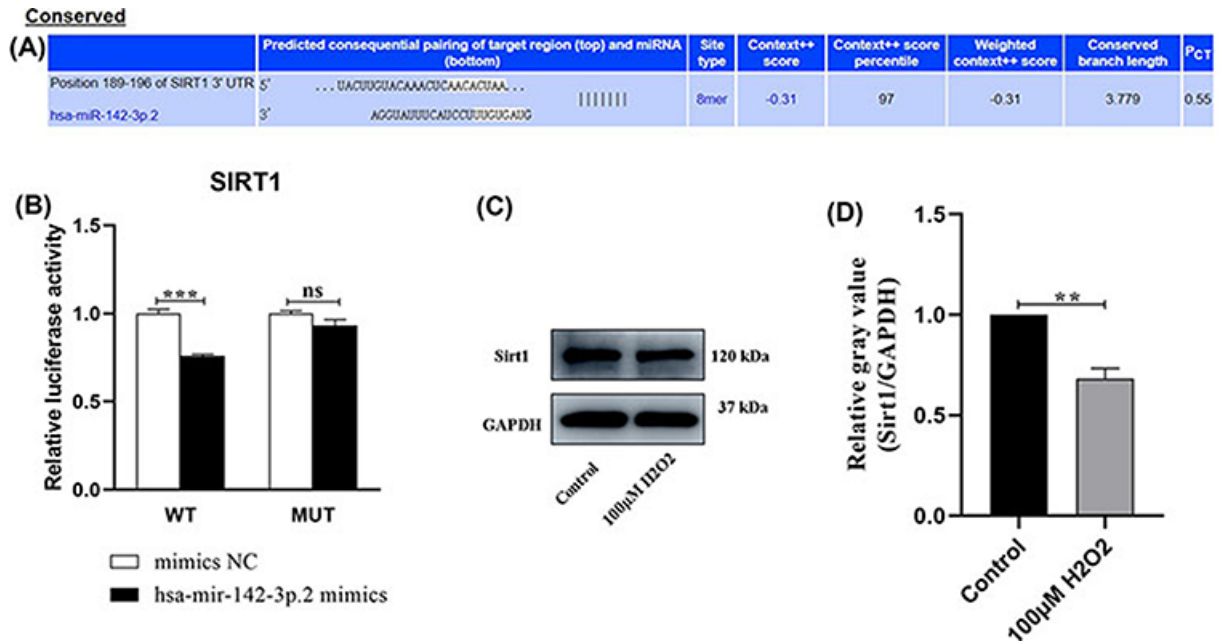 Conserved
(A)
Predicted consequential pairing of target region (top) and miRNA (bottom)
Site type
Context++ score
Context++ score percentile
Weighted context++ score
Conserved branch length
PCT
Position 189-196 of SIRT1 3' UTR 5' ...UACUUGUACAAACUCAACACUAA...
hsa-miR-142-3p.2 3' AGGUAUUUCAUCCUUUGUGAUG
8mer -0.31 97 -0.31 3.779 0.55
SIRT1
(B)
Relative luciferase activity
1.5
1.0
0.5
0.0
***
ns
WT MUT
mimics NC
hsa-mir-142-3p.2 mimics
(C)
Sirt1 120 kDa
37 kDa
GAPDH
Control
100μM H2O2
(D)
Relative gray value
(Sirt1/GAPDH)
1.5
1.0
0.5
0.0
**
Control
100μM H2O2